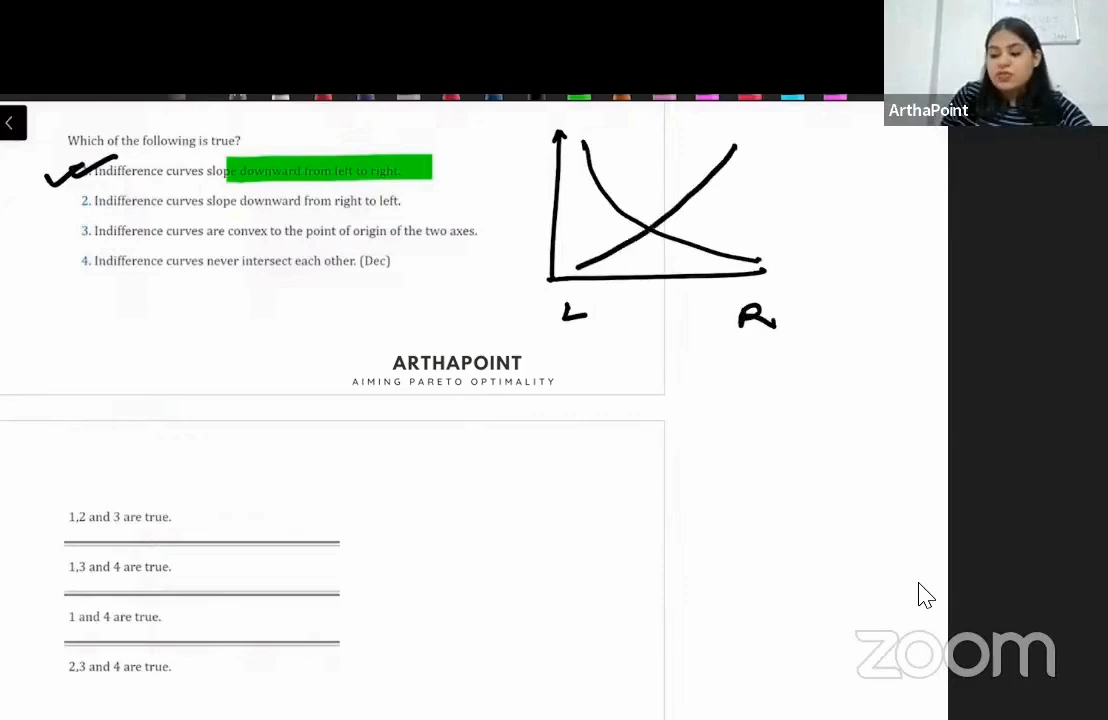 ArthaPoint
Which of the following is true?
Indifference curves slope downward from left to right.
2. Indifference curves slope downward from right to left.
3. Indifference curves are convex to the point of origin of the two axes.
4. Indifference curves never intersect each other. (Dec)
L
R
ARTHAPOINT
AIMING PARETO OPTIMALITY
1,2 and 3 are true.
1,3 and 4 are true.
1 and 4 are true.
2,3 and 4 are true.
zoom